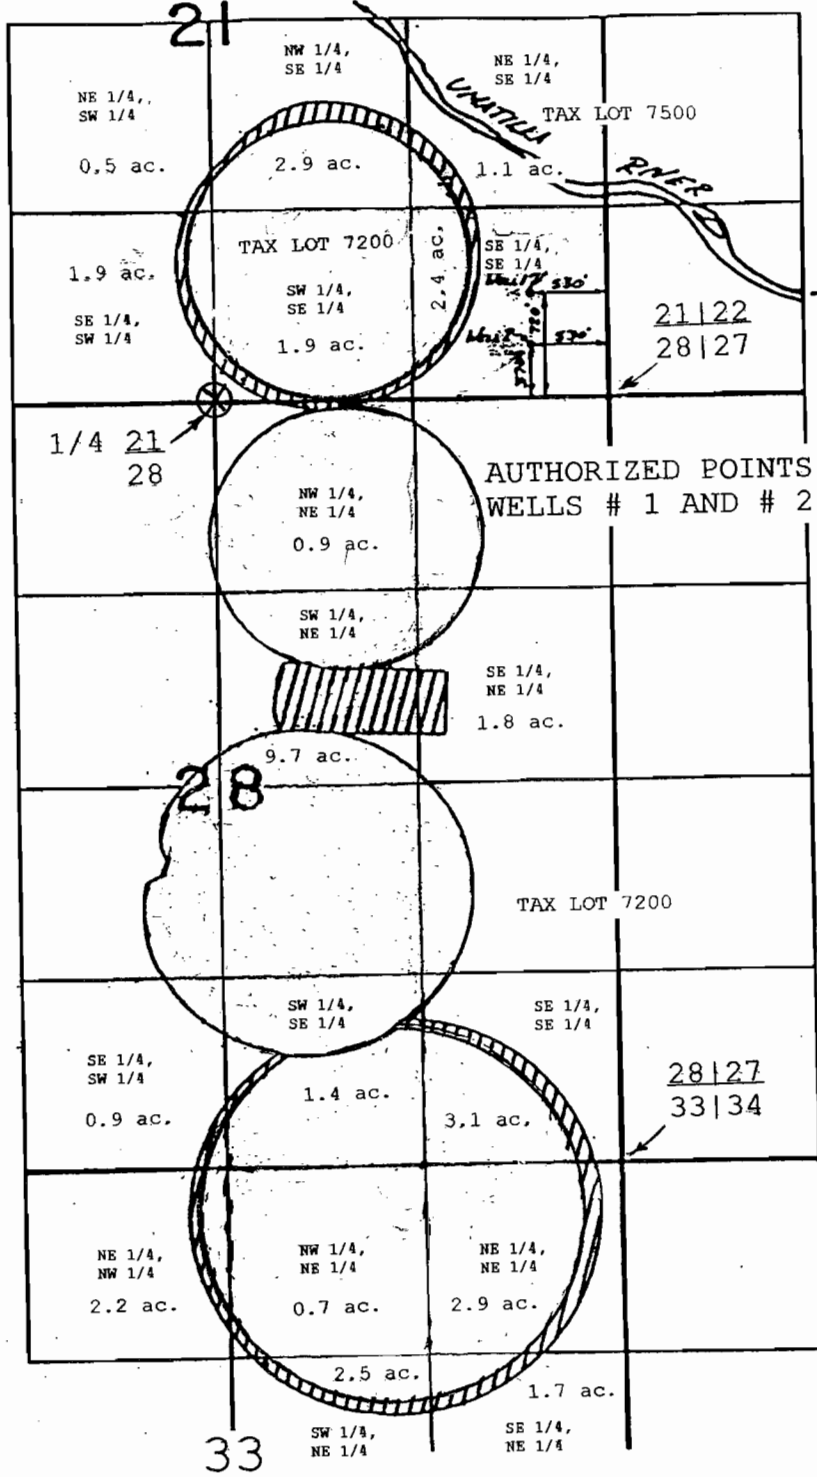 21
NW 1/4,
SE 1/4
NE 1/4,
SE 1/4
NE 1/4,
SW 1/4
UMATILLA
RIVER
TAX LOT 7500
0.5 ac.
2.9 ac.
1.1 ac.
TAX LOT 7200
2.4 ac.
SE 1/4,
SE 1/4
1.9 ac.
SW 1/4,
SE 1/4
SE 1/4,
SW 1/4
1.9 ac.
530'
720'
530'
21|22
28|27
1/4 21
28
AUTHORIZED POINTS
WELLS # 1 AND # 2
NW 1/4,
NE 1/4
0.9 ac.
SW 1/4,
NE 1/4
SE 1/4,
NE 1/4
1.8 ac.
9.7 ac.
28
TAX LOT 7200
SW 1/4,
SE 1/4
SE 1/4,
SE 1/4
SE 1/4,
SW 1/4
0.9 ac.
1.4 ac.
3.1 ac.
28|27
33|34
NE 1/4,
NW 1/4
2.2 ac.
NW 1/4,
NE 1/4
0.7 ac.
NE 1/4,
NE 1/4
2.9 ac.
2.5 ac.
1.7 ac.
SW 1/4,
NE 1/4
SE 1/4,
NE 1/4
33